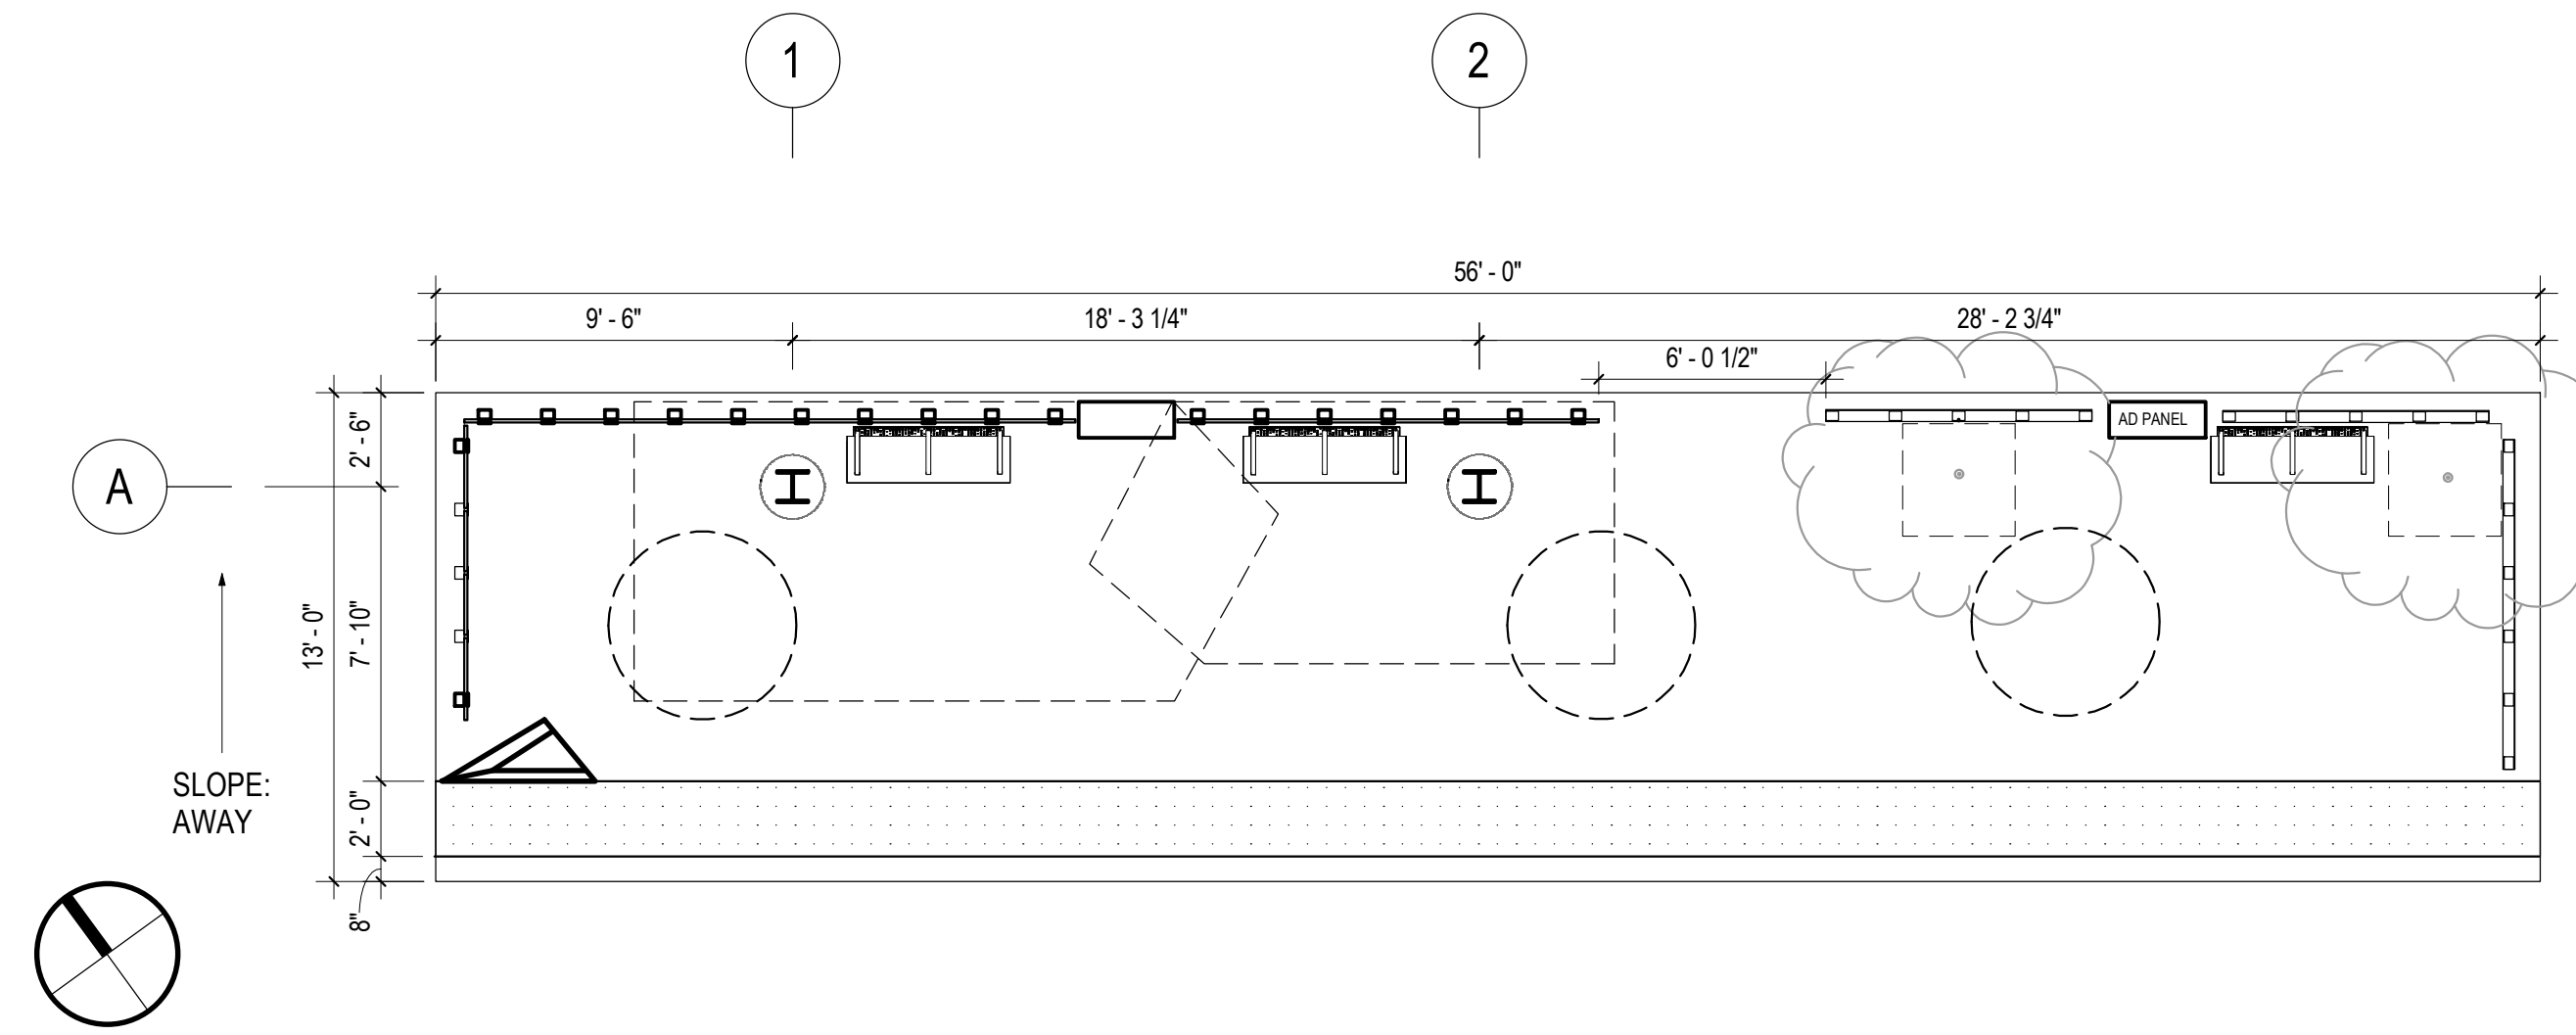 1
2
56' - 0"
9' - 6"
18' - 3 1/4"
28' - 2 3/4"
6' - 0 1/2"
A
2' - 6"
AD PANEL
13' - 0"
7' - 10"
SLOPE:
AWAY
2' - 0"
8"